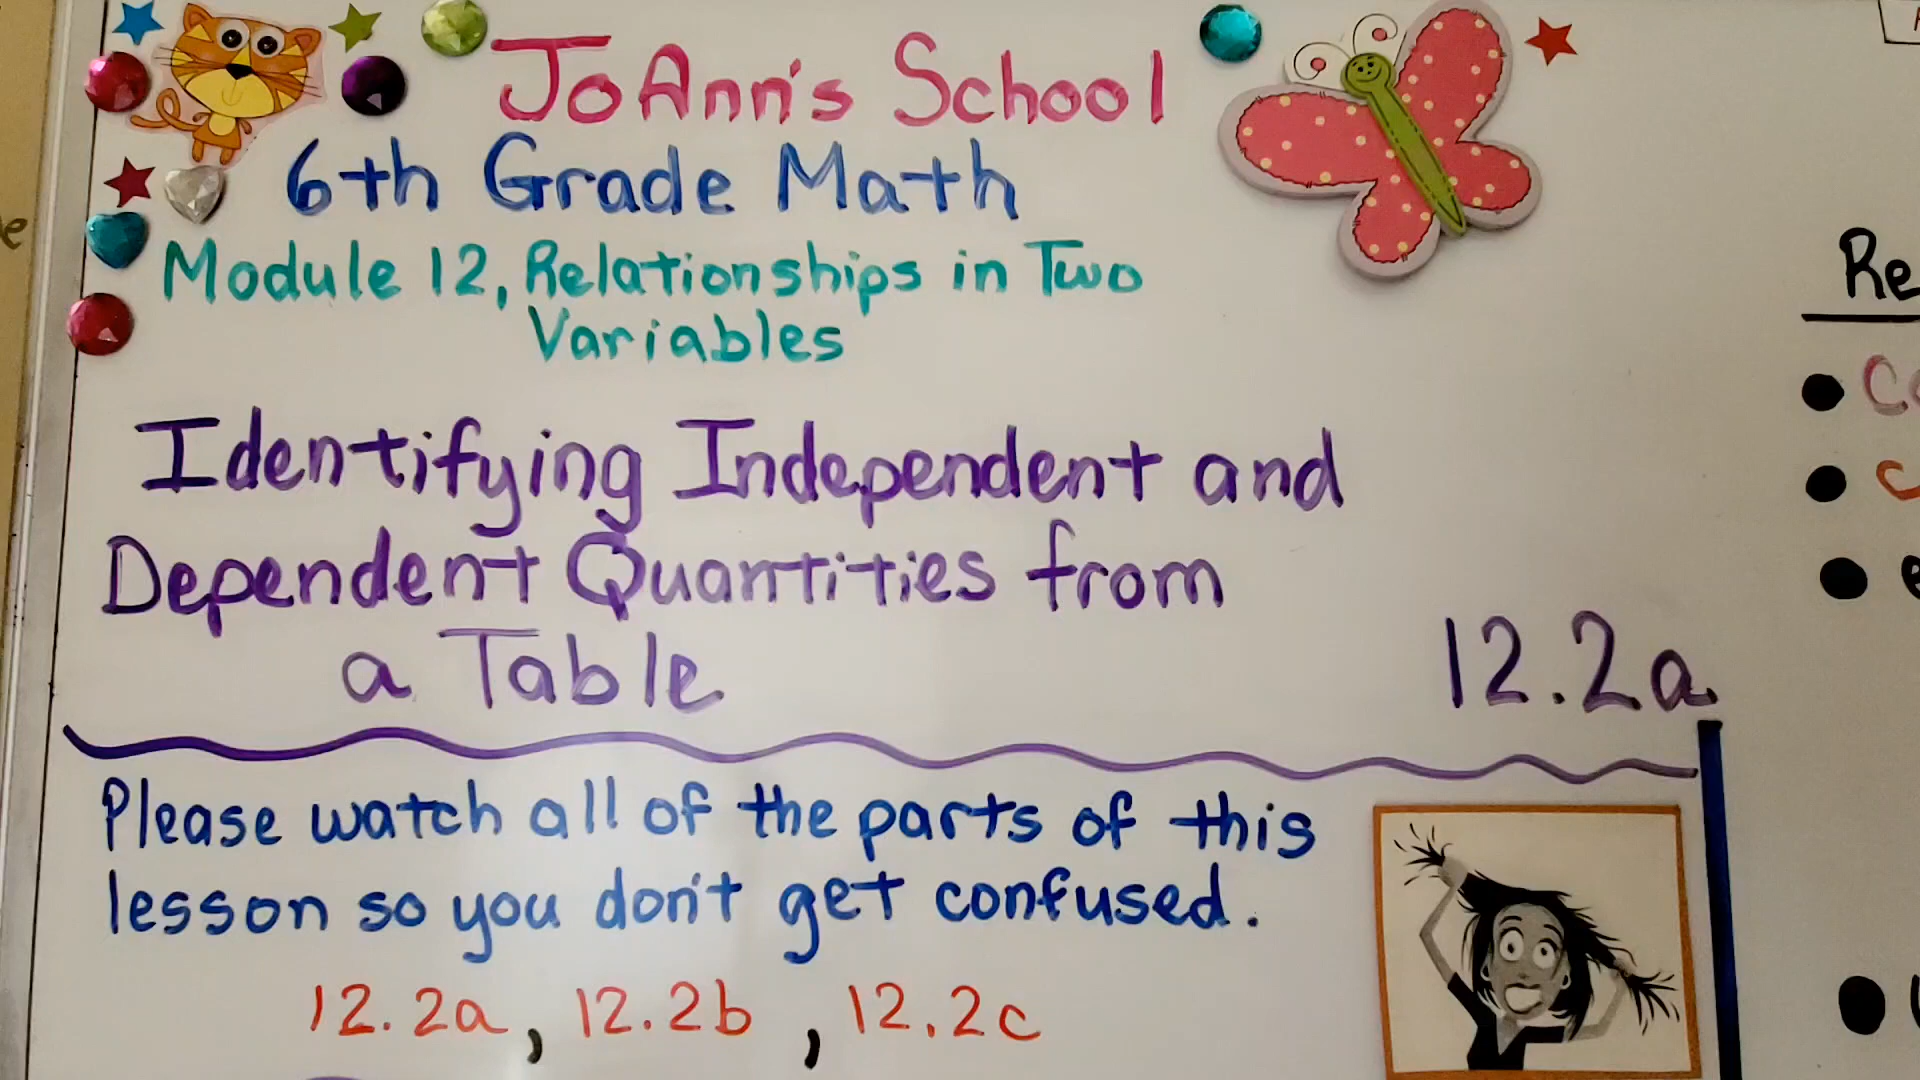 JoAnn's School
6th Grade Math
Module 12, Relationships in Two
Variables
Identifying Independent and
Dependent Quantities from
a Table
12.2a
Please watch all of the parts of this
lesson so you don't get confused.
12.2a, 12.2b, 12.2c